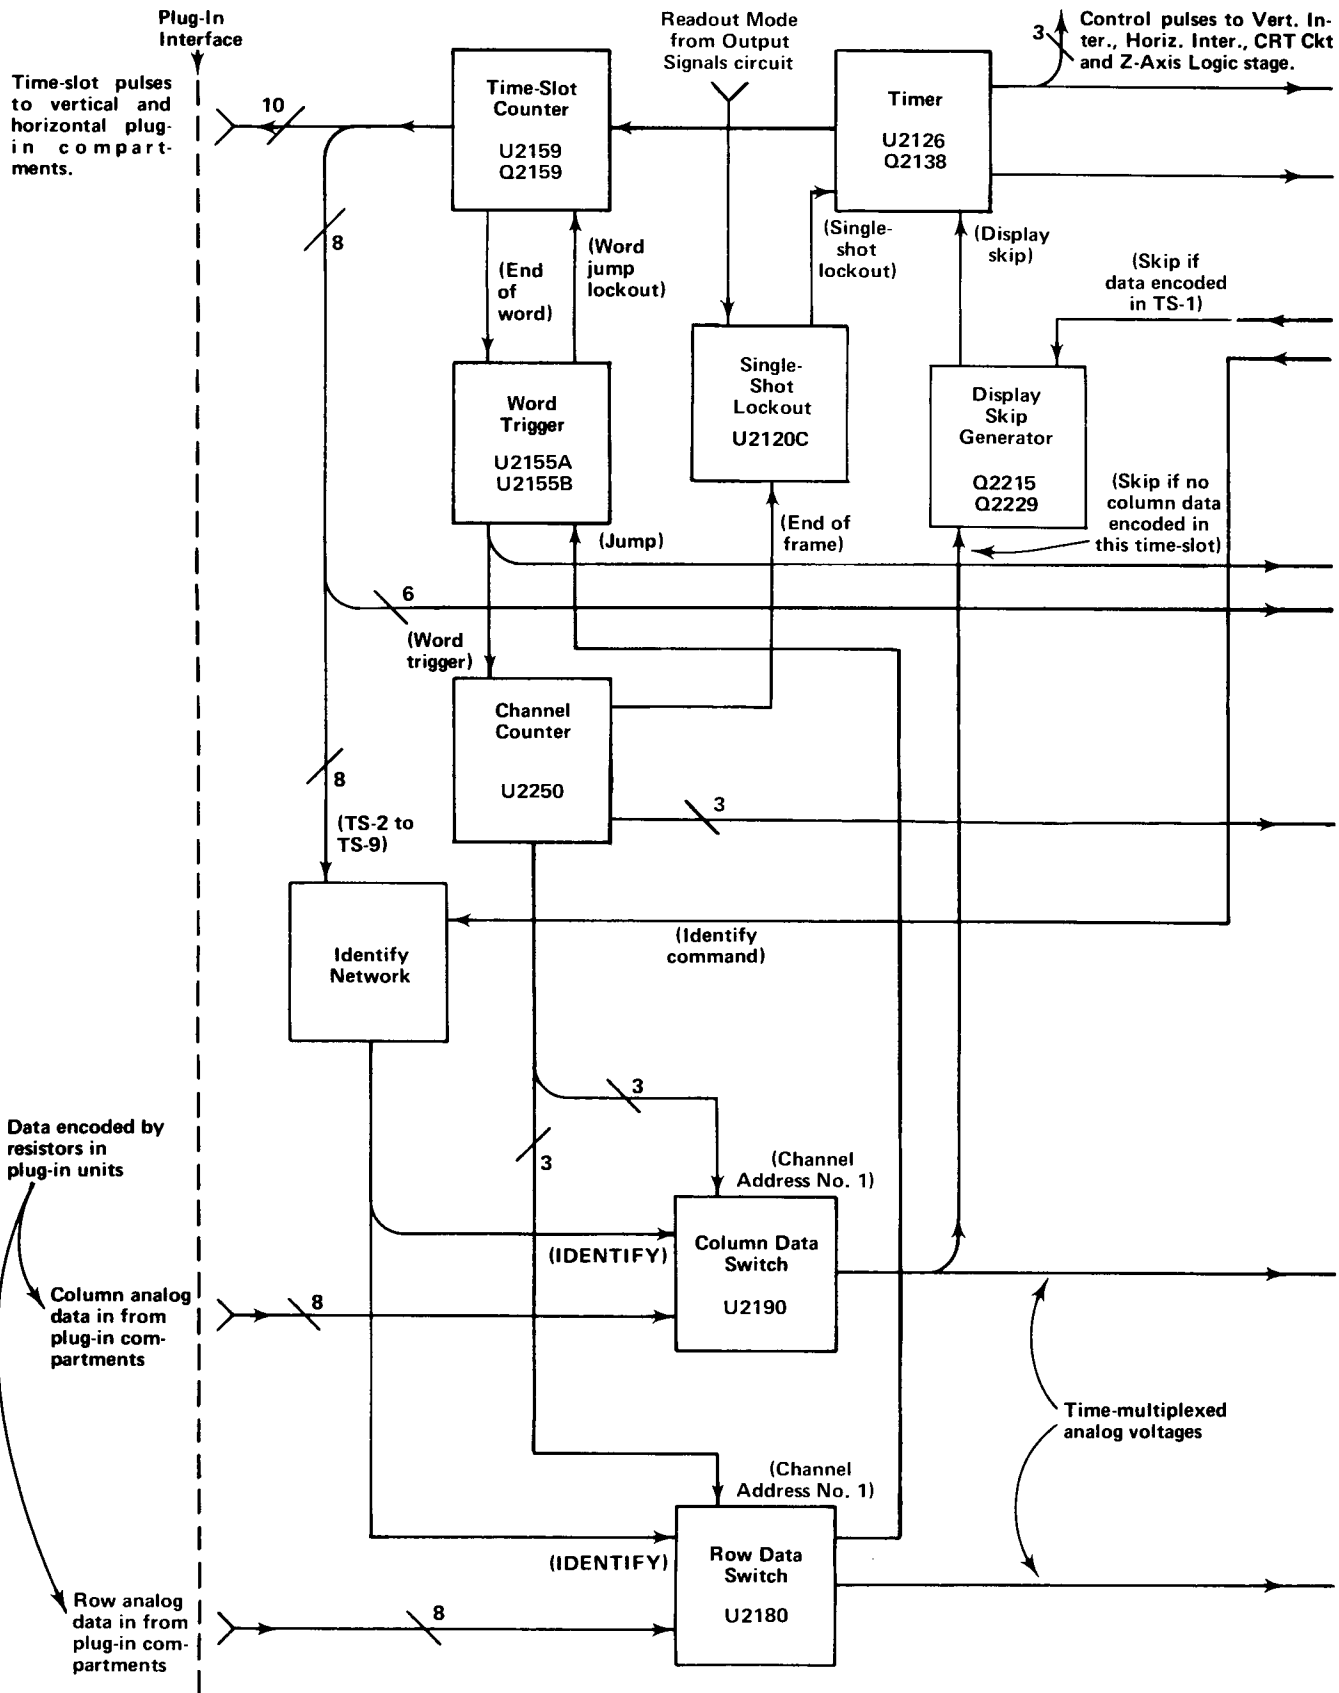 Plug-In
Interface
Time-slot pulses
to vertical and
horizontal plug-
in compart-
ments.
10
Time-Slot
Counter
U2159
Q2159
Readout Mode
from Output
Signals circuit
Timer
U2126
Q2138
3
Control pulses to Vert. In-
ter., Horiz. Inter., CRT Ckt
and Z-Axis Logic stage.
8
(End
of
word)
(Word
jump
lockout)
(Single-
shot
lockout)
(Display
skip)
(Skip if
data encoded
in TS-1)
Word
Trigger
U2155A
U2155B
Single-
Shot
Lockout
U2120C
Display
Skip
Generator
Q2215
Q2229
(Skip if no
column data
encoded in
this time-slot)
(Jump)
(End of
frame)
6
(Word
trigger)
Channel
Counter
U2250
8
3
(TS-2 to
TS-9)
Identify
Network
(Identify
command)
3
3
Data encoded by
resistors in
plug-in units
(Channel
Address No. 1)
(IDENTIFY)
Column Data
Switch
U2190
Column analog
data in from
plug-in com-
partments
8
Time-multiplexed
analog voltages
(Channel
Address No. 1)
(IDENTIFY)
Row Data
Switch
U2180
Row analog
data in from
plug-in com-
partments
8